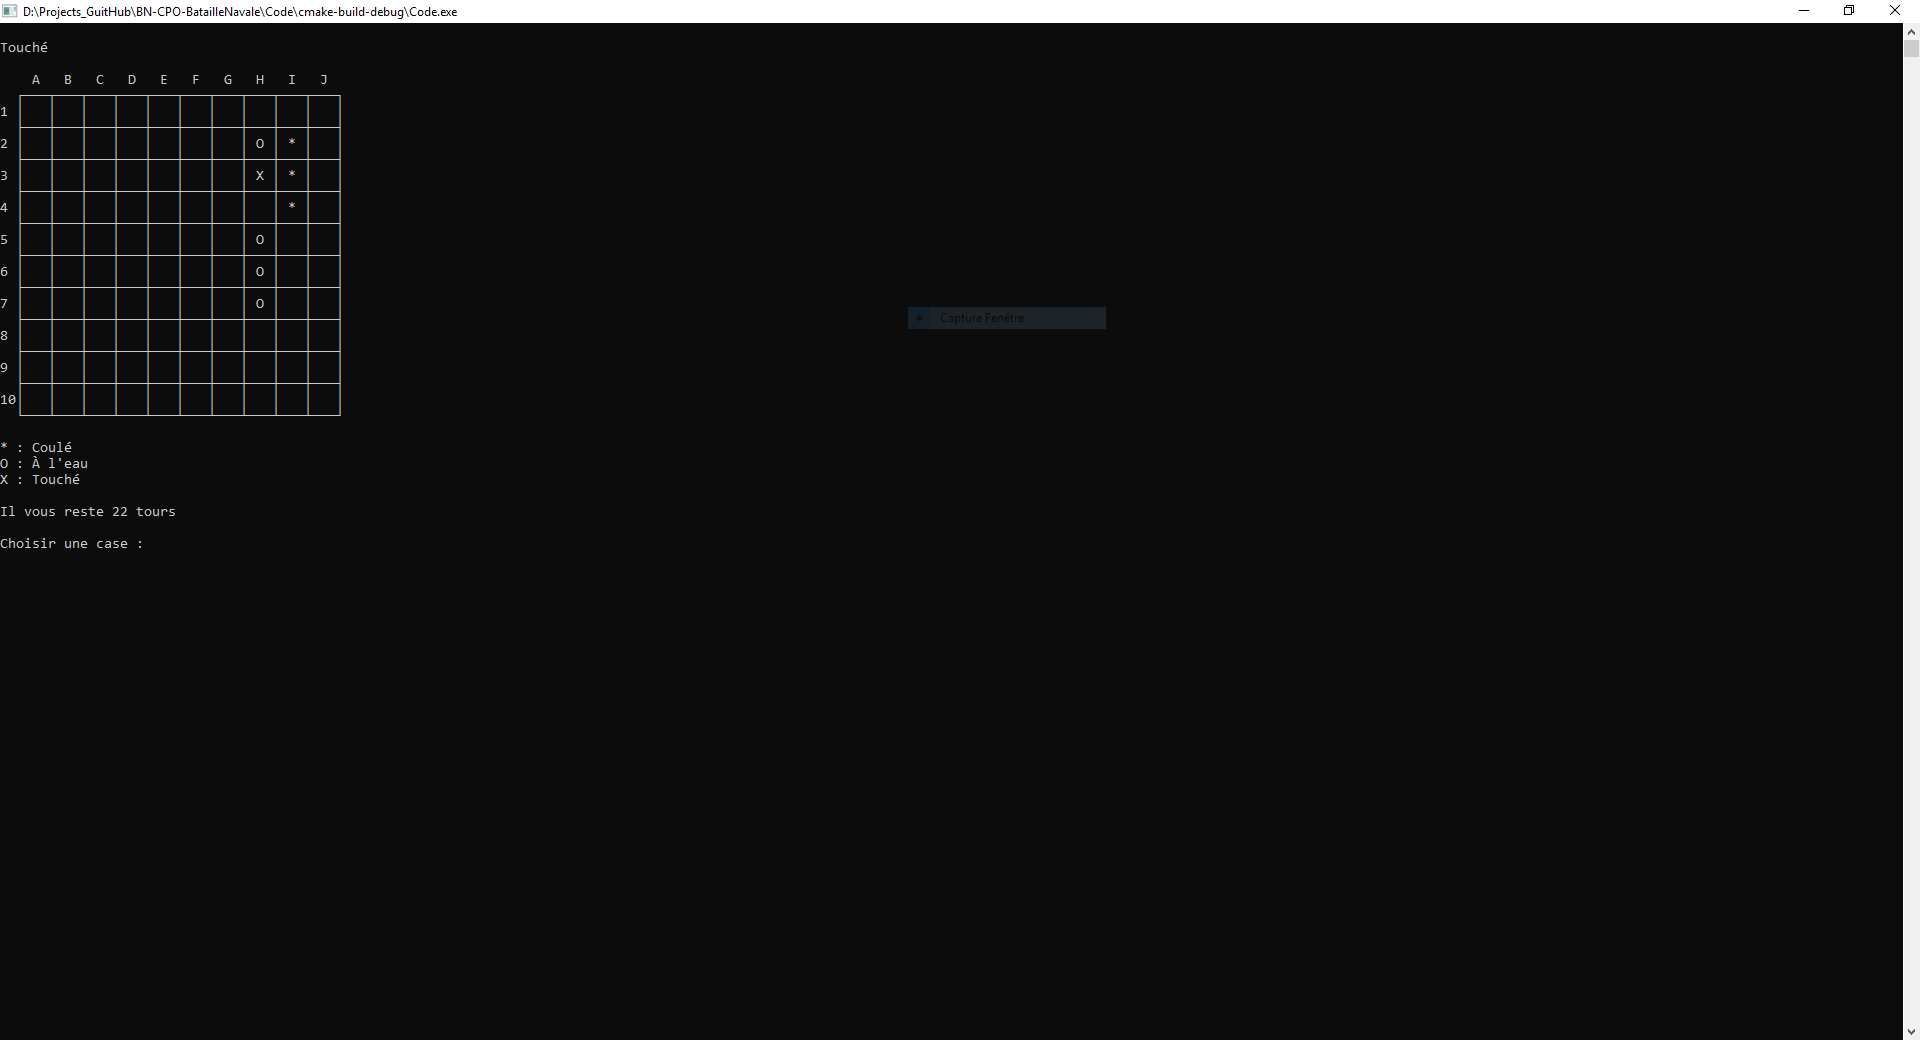 D:\Projects_GuitHub\BN-CPO-BatailleNavale\Code\cmake-build-debug\Code.exe
Touché
A B C D E F G H I J
1
2 O *
3 X *
4 *
5 O
6 O
7 O
Capture Fenêtre
8
9
10
* : Coulé
O : À l'eau
X : Touché
Il vous reste 22 tours
Choisir une case :